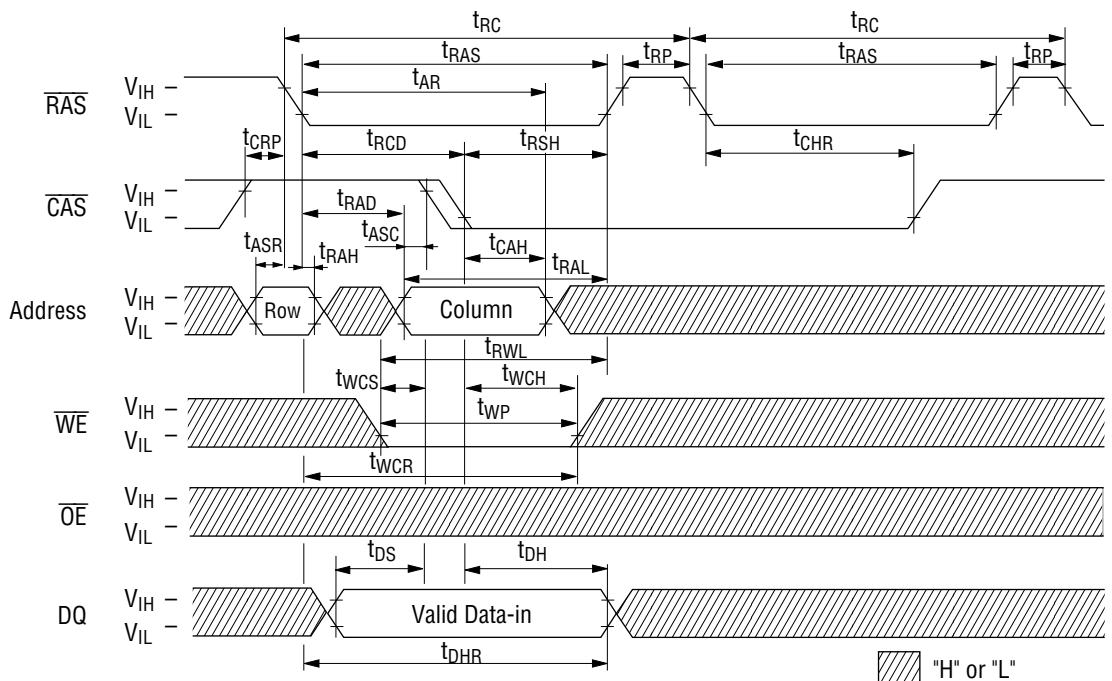 tRC tRC
tRAS tRP tRAS tRP
tAR
RAS VIH
VIL
tCRP tRCD tRSH tCHR
CAS VIH
VIL
tRAD
tASC
tASR tRAH tCAH tRAL
Address VIH
VIL
Row Column
tRWL
tWCS tWCH
tWP
WE VIH
VIL
tWCR
OE VIH
VIL
tDS tDH
DQ VIH
VIL
Valid Data-in
tDHR
"H" or "L"